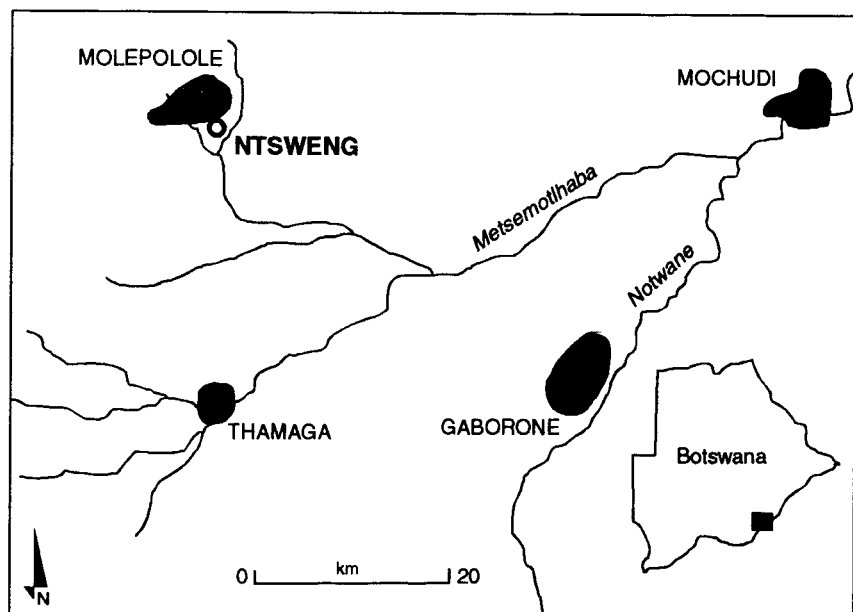 MOLEPOLOLE
MOCHUDI
NTSWENG
Metsemotlhaba
Notwane
GABORONE
THAMAGA
Botswana
0 km 20
N